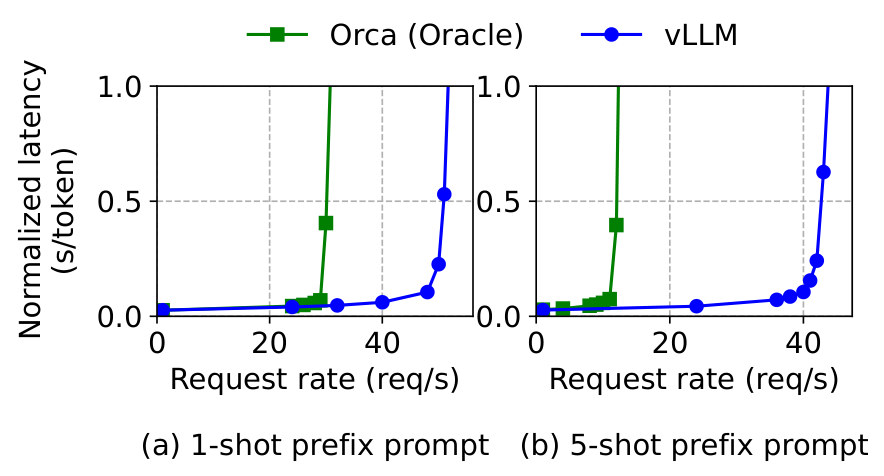 Orca (Oracle)
vLLM
Normalized latency
(s/token)
1.0
0.5
0.0
0
20
40
Request rate (req/s)
(a) 1-shot prefix prompt
1.0
0.5
0.0
0
20
40
Request rate (req/s)
(b) 5-shot prefix prompt